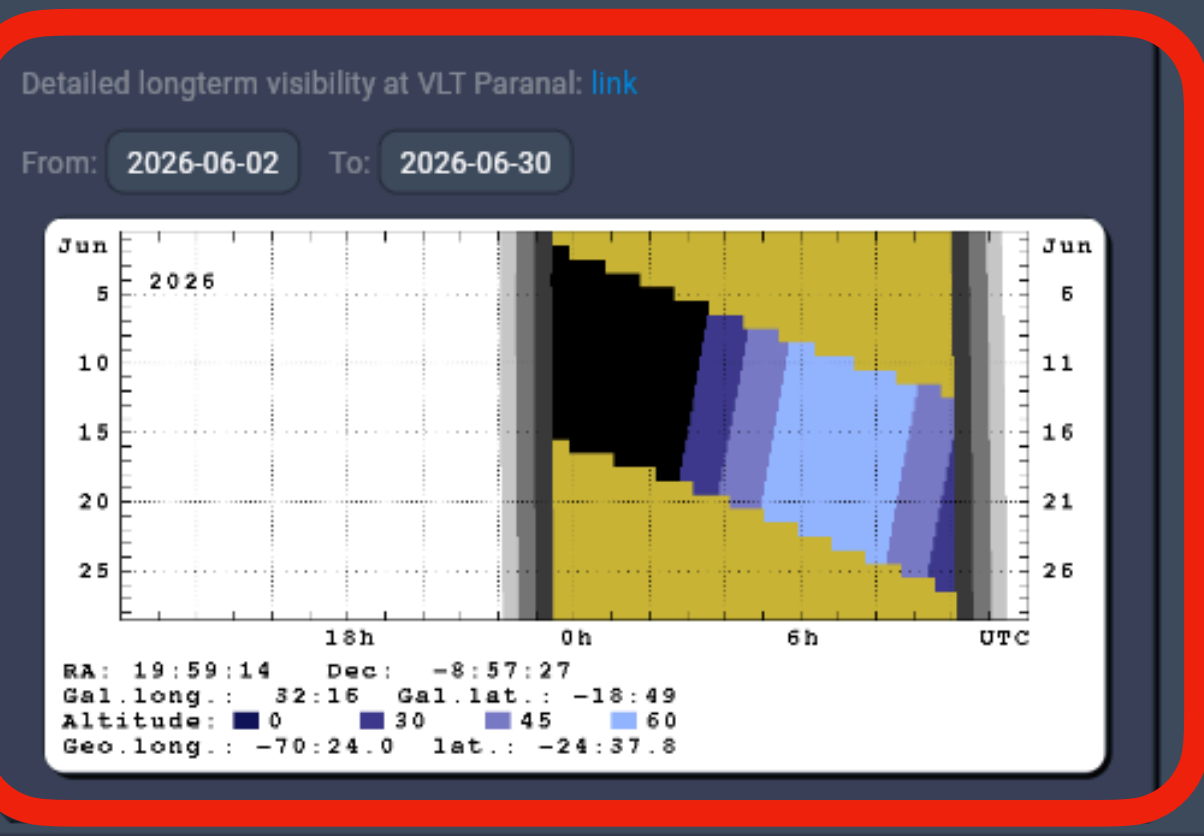 Detailed longterm visibility at VLT Paranal: link
From: 2026-06-02 To: 2026-06-30
Jun Jun
2026
5 6
10 11
15 16
20 21
25 26
18h 0h 6h UTC
RA: 19:59:14 Dec: -8:57:27
Gal.long.: 32:16 Gal.lat.: -18:49
Altitude: 0 30 45 60
Geo.long.: -70:24.0 lat.: -24:37.8